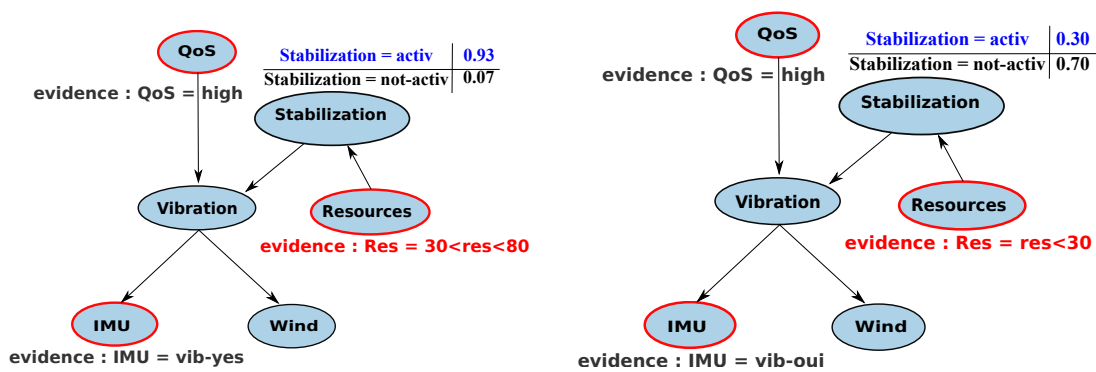 QoS
Stabilization = activ 0.93
Stabilization = not-activ 0.07
evidence : QoS = high
Stabilization
Vibration
Resources
evidence : Res = 30<res<80
IMU
Wind
evidence : IMU = vib-yes
QoS
Stabilization = activ 0.30
Stabilization = not-activ 0.70
evidence : QoS = high
Stabilization
Vibration
Resources
evidence : Res = res<30
IMU
Wind
evidence : IMU = vib-oui